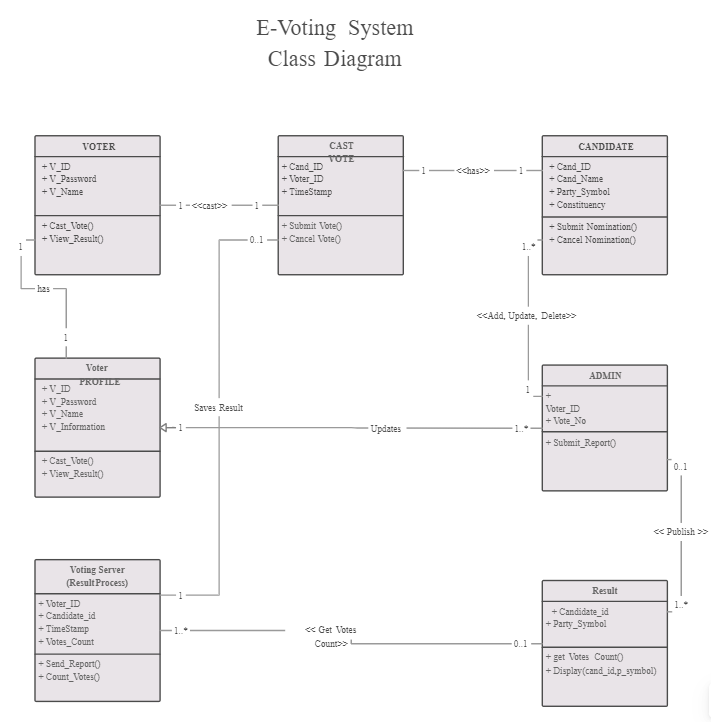 E-Voting System
Class Diagram
VOTER
+ V_ID
+ V_Password
+ V_Name
+ Cast_Vote()
+ View_Result()
1
<<cast>>
1
CAST
VOTE
+ Cand_ID
+ Voter_ID
+ TimeStamp
+ Submit Vote()
+ Cancel Vote()
1
<<has>>
1
CANDIDATE
+ Cand_ID
+ Cand_Name
+ Party_Symbol
+ Constituency
+ Submit Nomination()
+ Cancel Nomination()
1
has
1
0..1
1..*
<<Add, Update, Delete>>
1
Voter
PROFILE
+ V_ID
+ V_Password
+ V_Name
+ V_Information
+ Cast_Vote()
+ View_Result()
Saves Result
1
Updates
1..*
ADMIN
+
Voter_ID
+ Vote_No
+ Submit_Report()
0..1
<< Publish >>
1..*
Voting Server
(ResultProcess)
+ Voter_ID
+ Candidate_id
+ TimeStamp
+ Votes_Count
+ Send_Report()
+ Count_Votes()
1
1..*
<< Get Votes
Count>>
0..1
Result
+ Candidate_id
+ Party_Symbol
+ get Votes Count()
+ Display(cand_id,p_symbol)